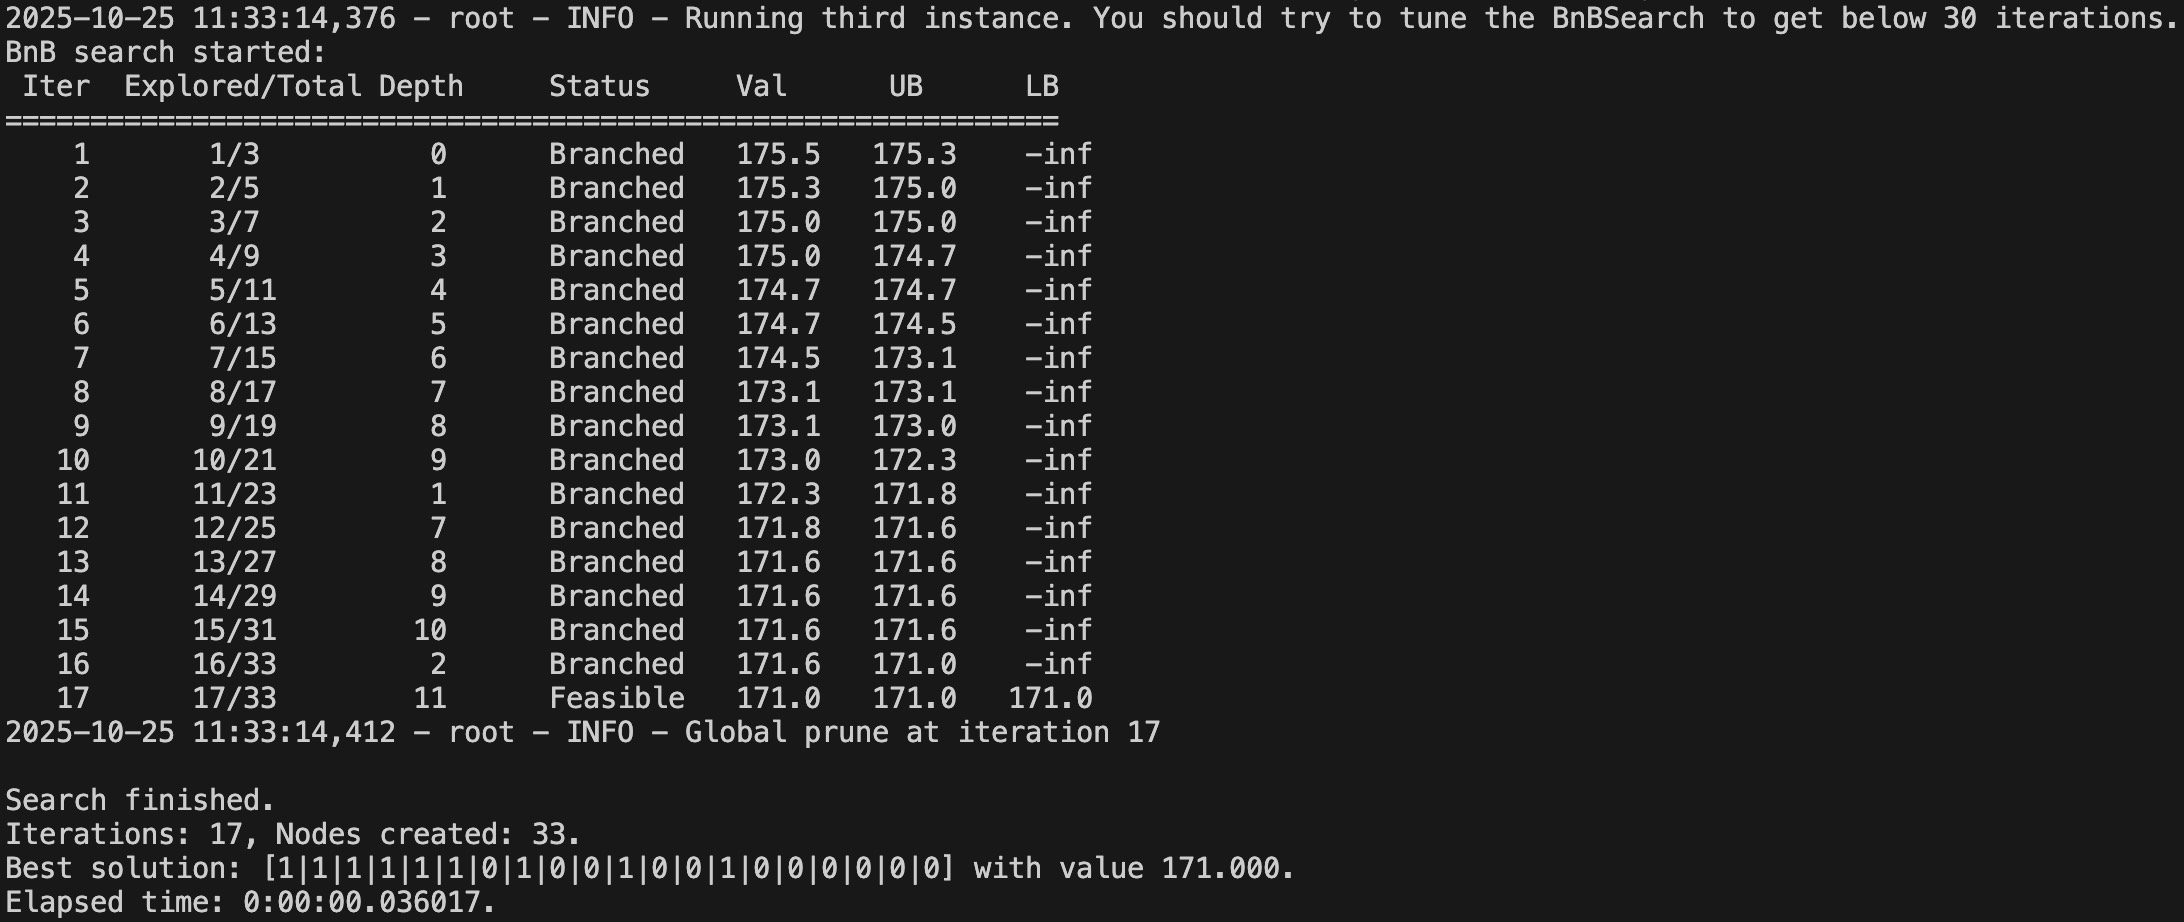 2025-10-25 11:33:14,376 - root - INFO - Running third instance. You should try to tune the BnBSearch to get below 30 iterations.
BnB search started:
 Iter  Explored/Total Depth     Status     Val      UB      LB
==============================================================
    1       1/3          0      Branched   175.5   175.3    -inf
    2       2/5          1      Branched   175.3   175.0    -inf
    3       3/7          2      Branched   175.0   175.0    -inf
    4       4/9          3      Branched   175.0   174.7    -inf
    5       5/11         4      Branched   174.7   174.7    -inf
    6       6/13         5      Branched   174.7   174.5    -inf
    7       7/15         6      Branched   174.5   173.1    -inf
    8       8/17         7      Branched   173.1   173.1    -inf
    9       9/19         8      Branched   173.1   173.0    -inf
   10      10/21         9      Branched   173.0   172.3    -inf
   11      11/23         1      Branched   172.3   171.8    -inf
   12      12/25         7      Branched   171.8   171.6    -inf
   13      13/27         8      Branched   171.6   171.6    -inf
   14      14/29         9      Branched   171.6   171.6    -inf
   15      15/31        10      Branched   171.6   171.6    -inf
   16      16/33         2      Branched   171.6   171.0    -inf
   17      17/33        11      Feasible   171.0   171.0   171.0
2025-10-25 11:33:14,412 - root - INFO - Global prune at iteration 17

Search finished.
Iterations: 17, Nodes created: 33.
Best solution: [1|1|1|1|1|1|0|1|0|0|1|0|0|1|0|0|0|0|0|0] with value 171.000.
Elapsed time: 0:00:00.036017.